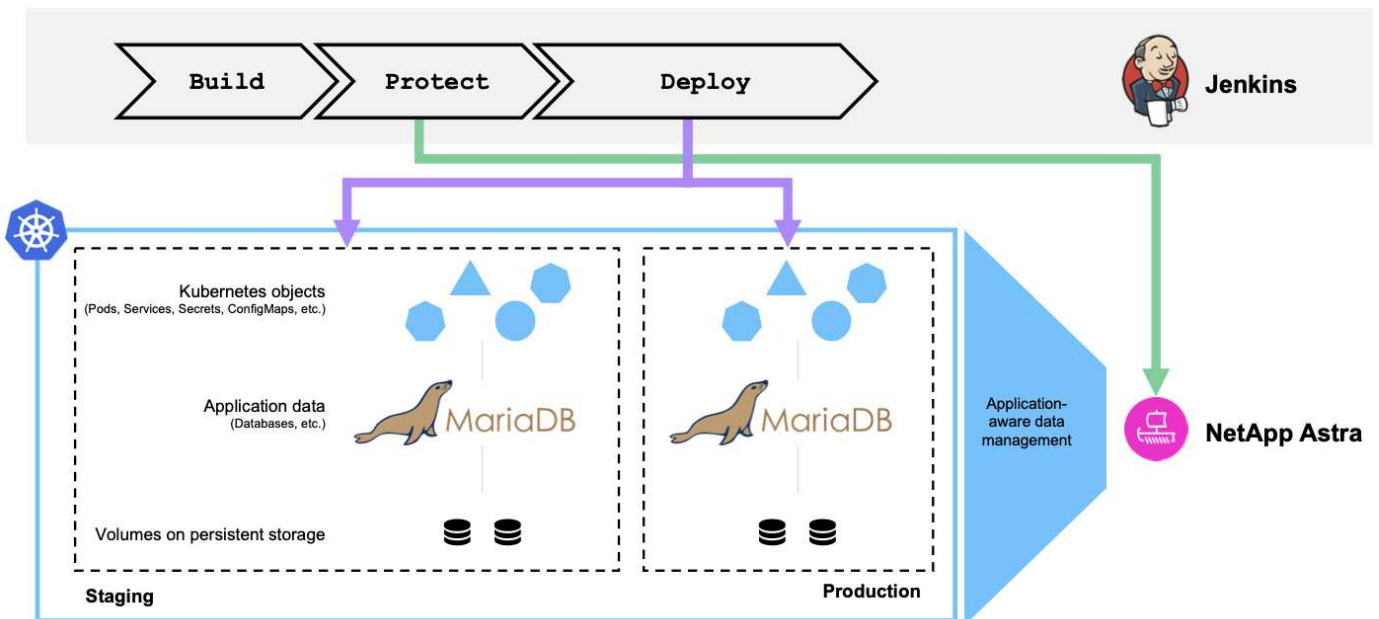 Build
Protect
Deploy
Jenkins
Kubernetes objects
(Pods, Services, Secrets, ConfigMaps, etc.)
Application data
(Databases, etc.)
MariaDB
MariaDB
Application-
aware data
management
NetApp Astra
Volumes on persistent storage
Staging
Production